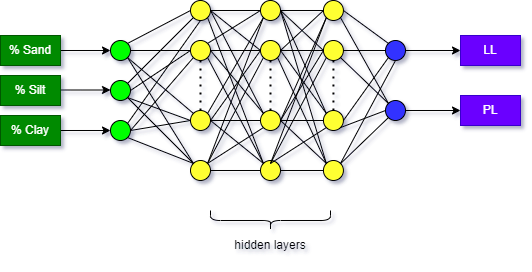 % Sand
LL
% Silt
PL
% Clay
hidden layers